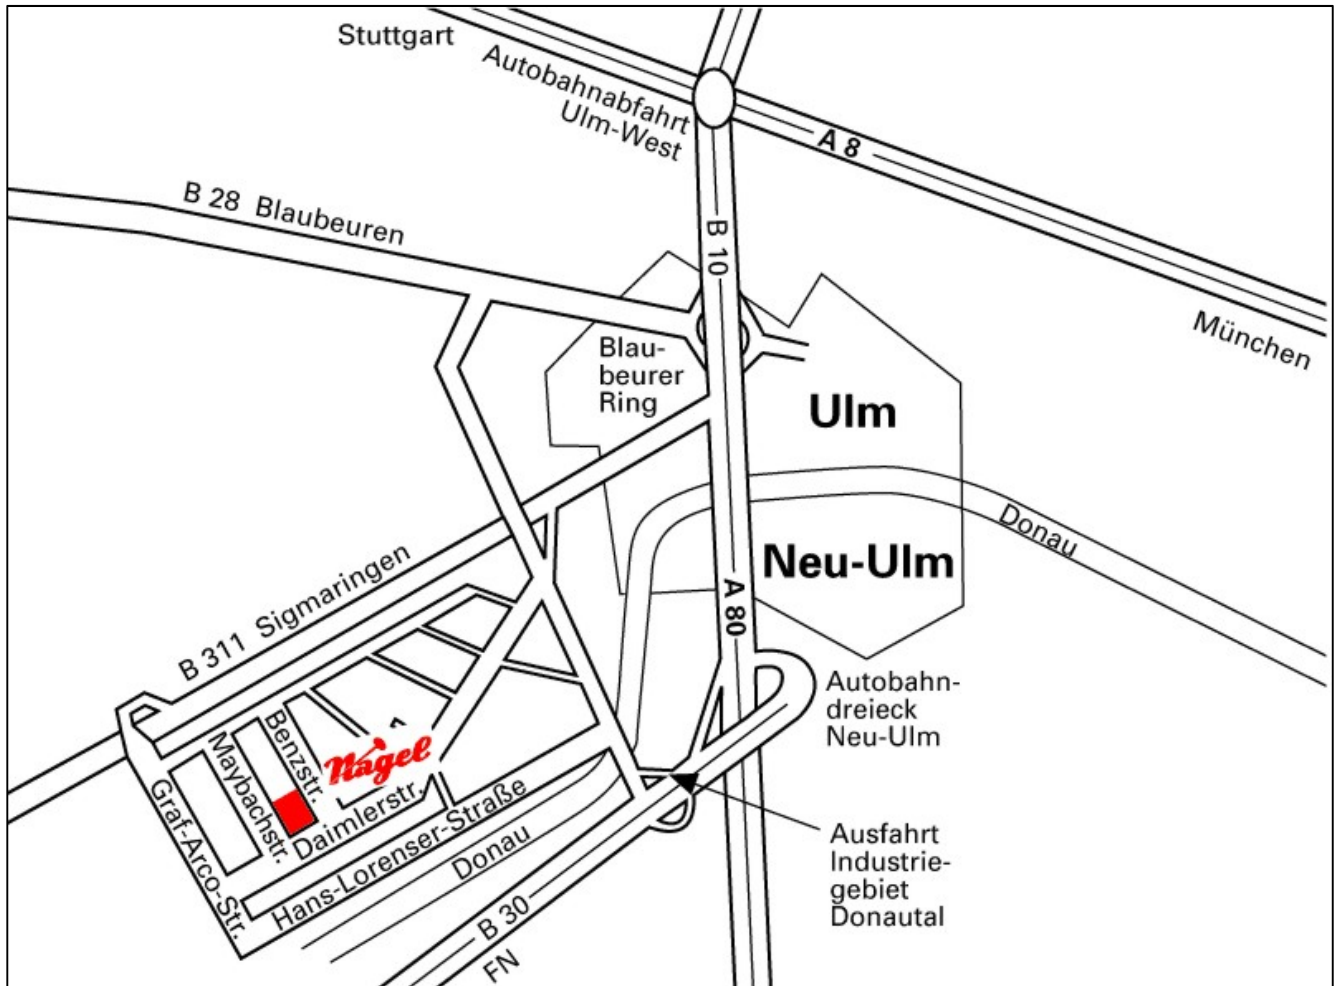 Stuttgart
Autobahnabfahrt
Ulm-West
A 8
B 28 Blaubeuren
B 10
München
Blau-
beurer
Ring
Ulm
Donau
Neu-Ulm
B 311 Sigmaringen
A 80
Autobahn-
dreieck
Neu-Ulm
Benzstr.
Nagel
Maybachstr.
Graf-Arco-Str.
Daimlerstr.
Hans-Lorenser-Straße
Donau
Ausfahrt
Industrie-
gebiet
Donautal
B 30
FN